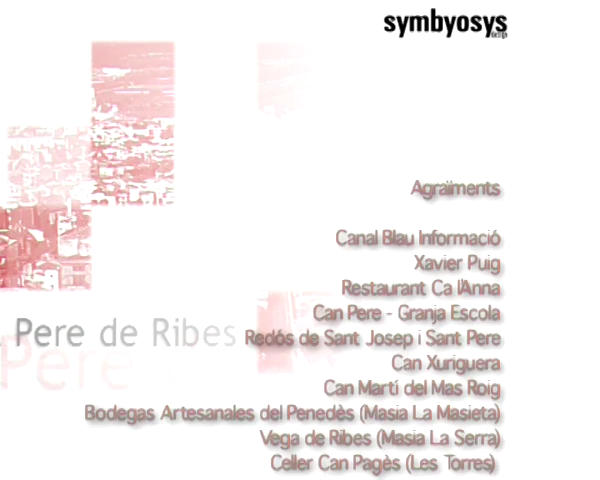 symbyosys
design
Agraïments
Canal Blau Informació
Xavier Puig
Restaurant Ca l'Anna
Can Pere - Granja Escola
. Pere de Ribes
Redós de Sant Josep i Sant Pere
Pere
Can Xuriguera
Can Martí del Mas Roig
Bodegas Artesanales del Penedès (Masia La Masieta)
Vega de Ribes (Masia La Serra)
Celler Can Pagès (Les Torres)